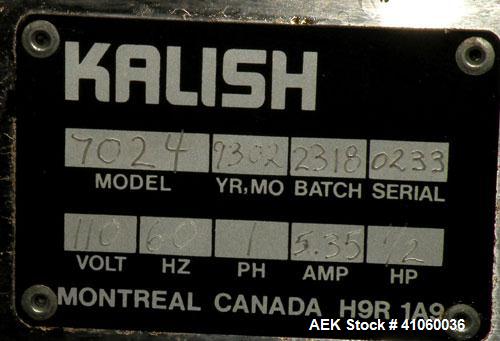 KALISH
7024 9302 2318 0233
MODEL YR,MO BATCH SERIAL
110 60 1 5.35 1/2
VOLT HZ PH AMP HP
MONTREAL CANADA H9R 1A9
AEK Stock # 41060036